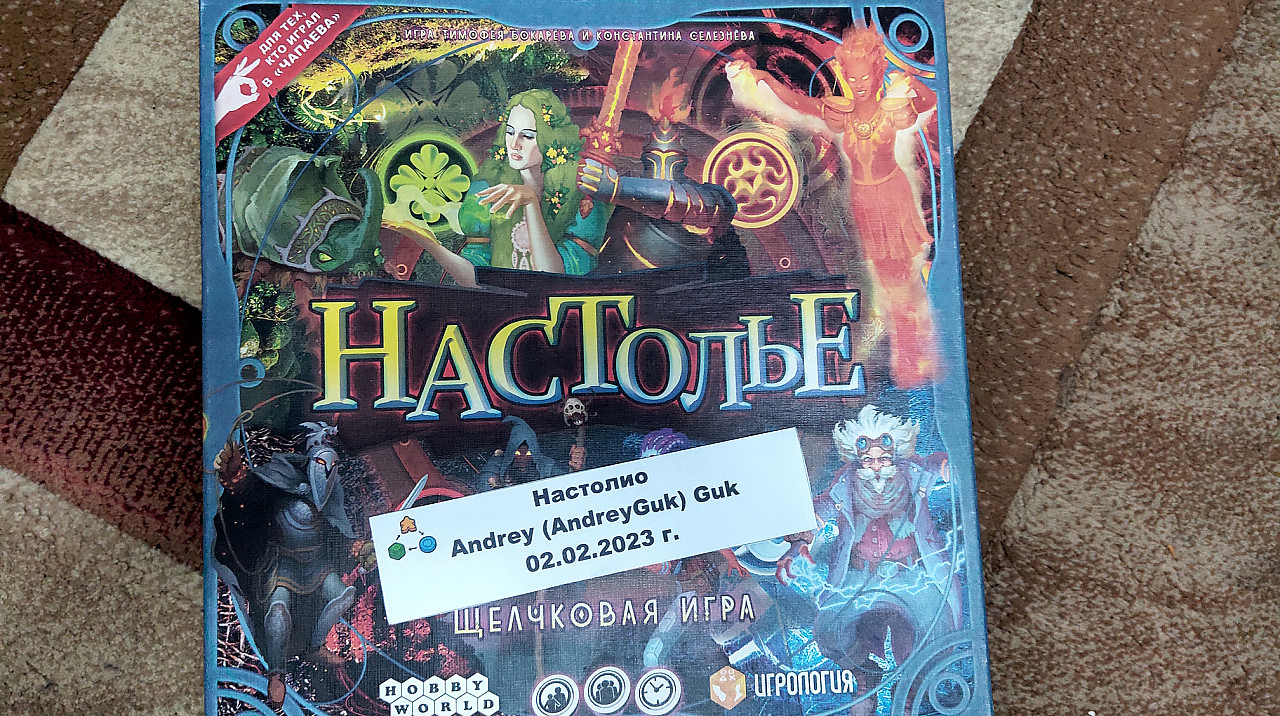 ДЛЯ ТЕХ,
КТО ИГРАЛ
В «ЧАПАЕВА»
ИГРА ТИМОФЕЯ БОКАРЁВА И КОНСТАНТИНА СЕЛЕЗНЁВА
НАСТОЛЬЕ
Настолио
Andrey (AndreyGuk) Guk
02.02.2023 г.
ЩЕЛЧКОВАЯ ИГРА
HOBBY
WORLD
ИГРОЛОГИЯ